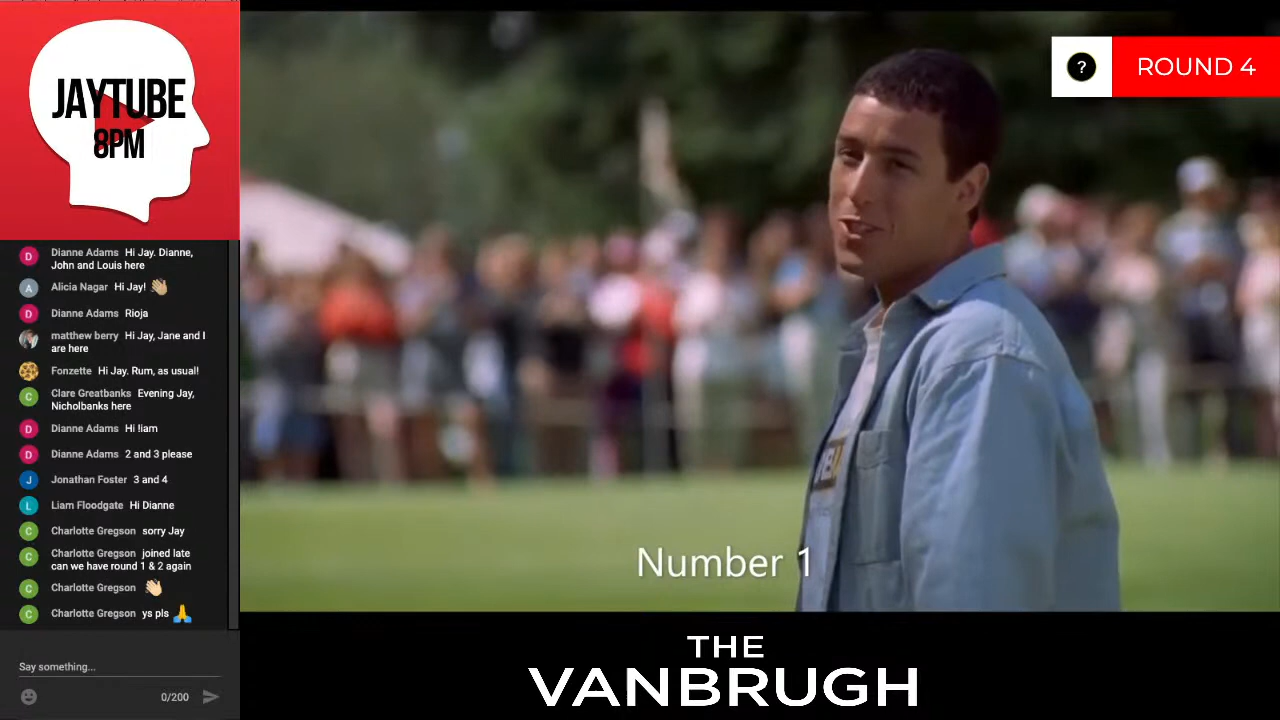 JAYTUBE
8PM
Dianne Adams Hi Jay. Dianne,
John and Louis here
A Alicia Nagar Hi Jay! 👋🏼
D Dianne Adams Rioja
matthew berry Hi Jay, Jane and I
are here
Fonzette Hi Jay. Rum, as usual!
C Clare Greatbanks Evening Jay,
Nicholbanks here
D Dianne Adams Hi !iam
D Dianne Adams 2 and 3 please
J Jonathan Foster 3 and 4
L Liam Floodgate Hi Dianne
C Charlotte Gregson sorry Jay
C Charlotte Gregson joined late
can we have round 1 & 2 again
C Charlotte Gregson 👏🏼
C Charlotte Gregson ys pls 🙏
Say something...
0/200
? ROUND 4
Number 1
THE
VANBRUGH